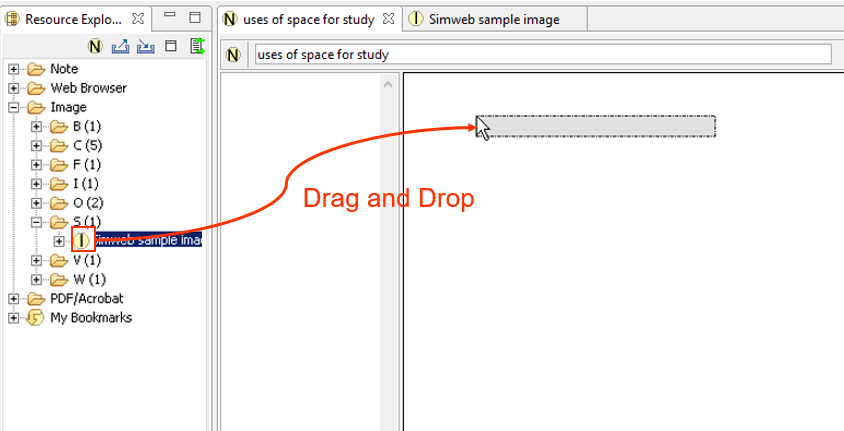 Resource Explo...
N uses of space for study
I Simweb sample image
N
N uses of space for study
Note
Web Browser
Image
B (1)
C (5)
F (1)
I (1)
O (2)
S (1)
I Simweb sample ima
V (1)
W (1)
PDF/Acrobat
My Bookmarks
Drag and Drop